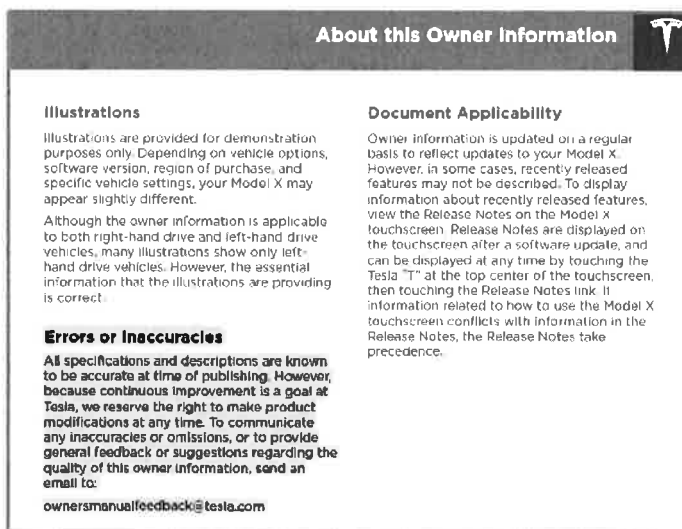 About this Owner Information
Illustrations
Illustrations are provided for demonstration
purposes only. Depending on vehicle options,
software version, region of purchase, and
specific vehicle settings, your Model X may
appear slightly different.
Although the owner information is applicable
to both right-hand drive and left-hand drive
vehicles, many illustrations show only left-
hand drive vehicles. However, the essential
information that the illustrations are providing
is correct.
Errors or Inaccuracies
All specifications and descriptions are known
to be accurate at time of publishing. However,
because continuous improvement is a goal at
Tesla, we reserve the right to make product
modifications at any time. To communicate
any inaccuracies or omissions, or to provide
general feedback or suggestions regarding the
quality of this owner information, send an
email to:
ownersmanualfeedback@tesla.com
Document Applicability
Owner information is updated on a regular
basis to reflect updates to your Model X.
However, in some cases, recently released
features may not be described. To display
information about recently released features,
view the Release Notes on the Model X
touchscreen. Release Notes are displayed on
the touchscreen after a software update, and
can be displayed at any time by touching the
Tesla "T" at the top center of the touchscreen,
then touching the Release Notes link. If
information related to how to use the Model X
touchscreen conflicts with information in the
Release Notes, the Release Notes take
precedence.